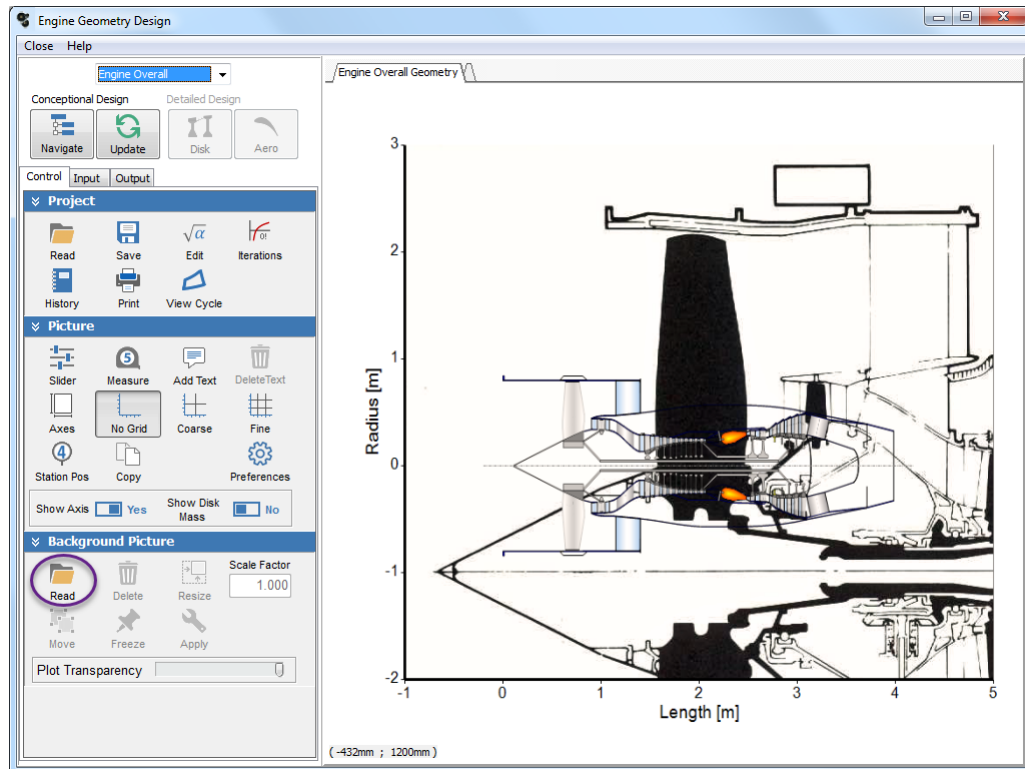 Engine Geometry Design
Close Help
Engine Overall
Engine Overall Geometry
Conceptional Design Detailed Design
Navigate Update Disk Aero
Control Input Output
Project
Read Save Edit Iterations
History Print View Cycle
Picture
Slider Measure Add Text DeleteText
Axes No Grid Coarse Fine
Station Pos Copy Preferences
Show Axis Yes Show Disk Mass No
Background Picture
Read Delete Resize Scale Factor
1.000
Move Freeze Apply
Plot Transparency
3
2
1
0
-1
-2
Radius [m]
-1 0 1 2 3 4 5
Length [m]
(-432mm ; 1200mm )